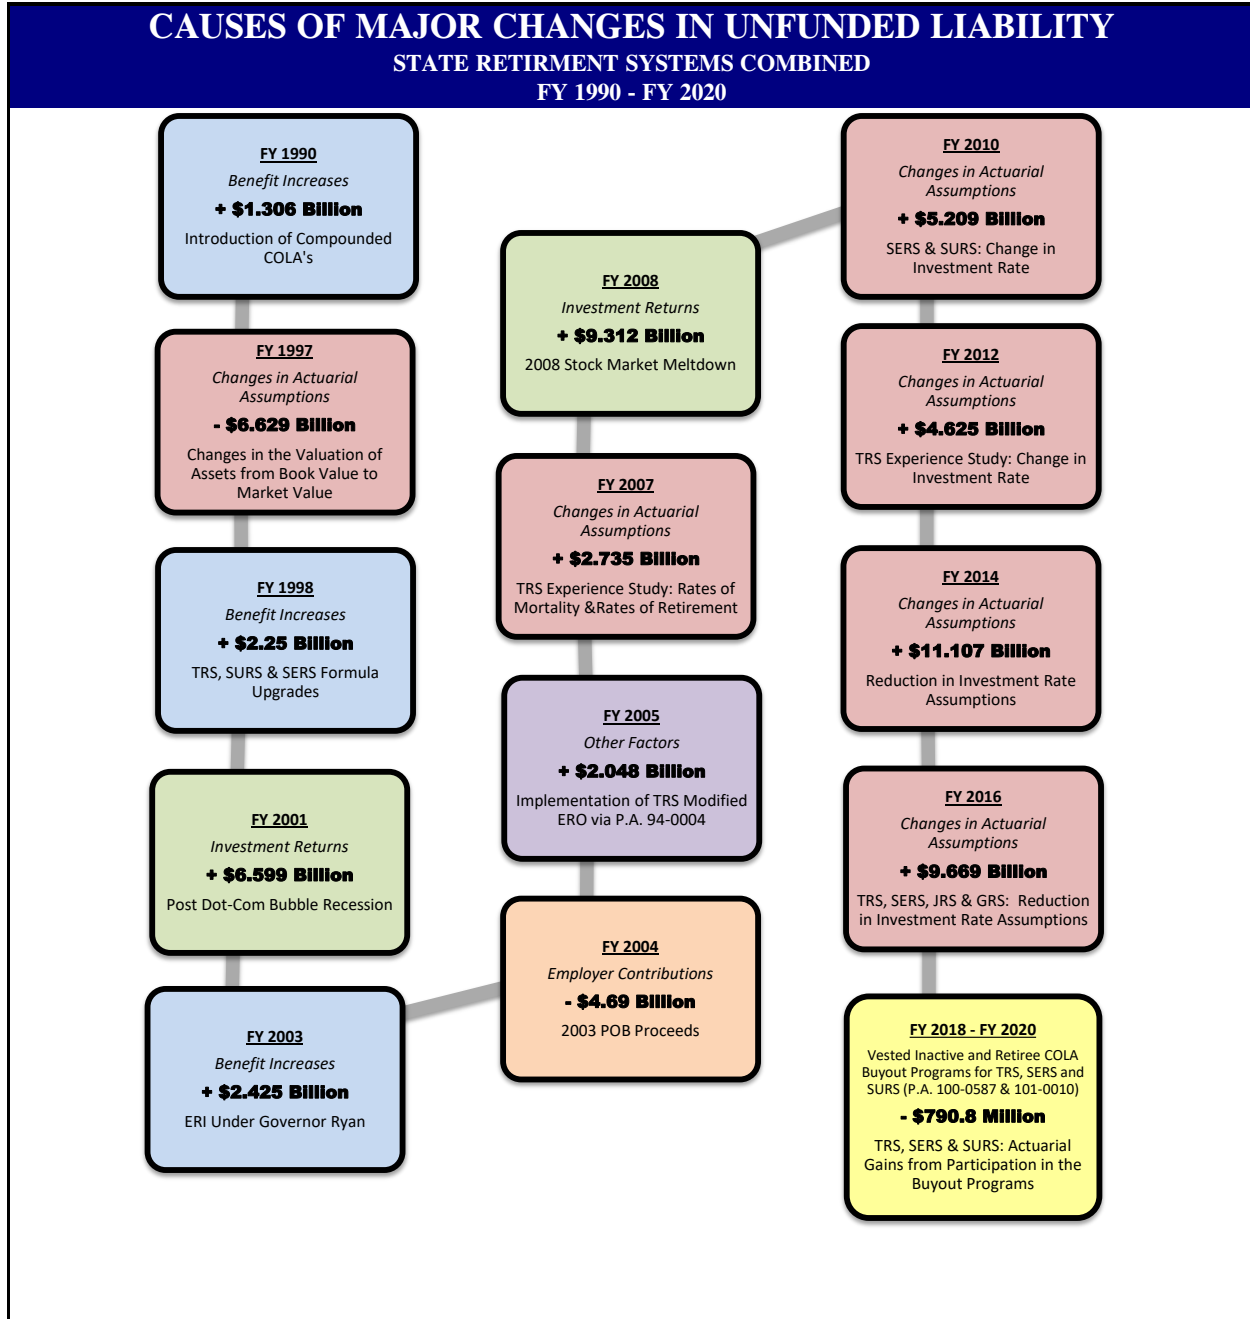 CAUSES OF MAJOR CHANGES IN UNFUNDED LIABILITY
STATE RETIRMENT SYSTEMS COMBINED
FY 1990 - FY 2020
FY 1990
Benefit Increases
+ $1.306 Billion
Introduction of Compounded
COLA's
FY 1997
Changes in Actuarial
Assumptions
- $6.629 Billion
Changes in the Valuation of
Assets from Book Value to
Market Value
FY 1998
Benefit Increases
+ $2.25 Billion
TRS, SURS & SERS Formula
Upgrades
FY 2001
Investment Returns
+ $6.599 Billion
Post Dot-Com Bubble Recession
FY 2003
Benefit Increases
+ $2.425 Billion
ERI Under Governor Ryan
FY 2004
Employer Contributions
- $4.69 Billion
2003 POB Proceeds
FY 2005
Other Factors
+ $2.048 Billion
Implementation of TRS Modified
ERO via P.A. 94-0004
FY 2007
Changes in Actuarial
Assumptions
+ $2.735 Billion
TRS Experience Study: Rates of
Mortality &Rates of Retirement
FY 2008
Investment Returns
+ $9.312 Billion
2008 Stock Market Meltdown
FY 2010
Changes in Actuarial
Assumptions
+ $5.209 Billion
SERS & SURS: Change in
Investment Rate
FY 2012
Changes in Actuarial
Assumptions
+ $4.625 Billion
TRS Experience Study: Change in
Investment Rate
FY 2014
Changes in Actuarial
Assumptions
+ $11.107 Billion
Reduction in Investment Rate
Assumptions
FY 2016
Changes in Actuarial
Assumptions
+ $9.669 Billion
TRS, SERS, JRS & GRS: Reduction
in Investment Rate Assumptions
FY 2018 - FY 2020
Vested Inactive and Retiree COLA
Buyout Programs for TRS, SERS and
SURS (P.A. 100-0587 & 101-0010)
- $790.8 Million
TRS, SERS & SURS: Actuarial
Gains from Participation in the
Buyout Programs